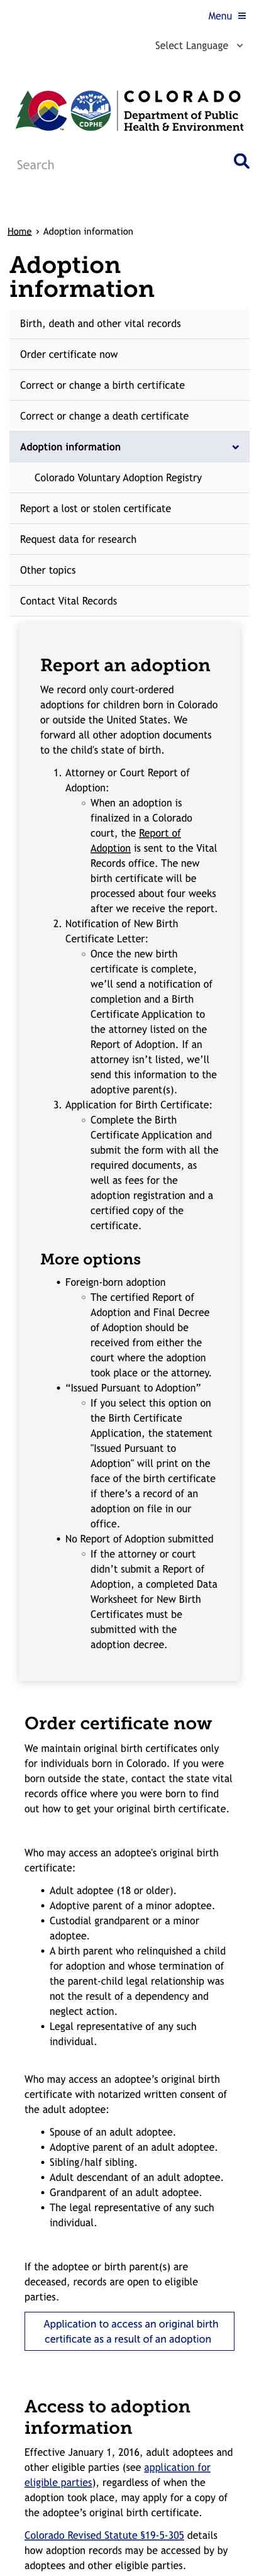 Menu
Select Language
COLORADO
Department of Public
Health & Environment
CDPHE
Search
Home › Adoption information
Adoption
information
Birth, death and other vital records
Order certificate now
Correct or change a birth certificate
Correct or change a death certificate
Adoption information
Colorado Voluntary Adoption Registry
Report a lost or stolen certificate
Request data for research
Other topics
Contact Vital Records
Report an adoption
We record only court-ordered
adoptions for children born in Colorado
or outside the United States. We
forward all other adoption documents
to the child's state of birth.
1. Attorney or Court Report of
Adoption:
◦ When an adoption is
finalized in a Colorado
court, the Report of
Adoption is sent to the Vital
Records office. The new
birth certificate will be
processed about four weeks
after we receive the report.
2. Notification of New Birth
Certificate Letter:
◦ Once the new birth
certificate is complete,
we’ll send a notification of
completion and a Birth
Certificate Application to
the attorney listed on the
Report of Adoption. If an
attorney isn’t listed, we’ll
send this information to the
adoptive parent(s).
3. Application for Birth Certificate:
◦ Complete the Birth
Certificate Application and
submit the form with all the
required documents, as
well as fees for the
adoption registration and a
certified copy of the
certificate.
More options
• Foreign-born adoption
◦ The certified Report of
Adoption and Final Decree
of Adoption should be
received from either the
court where the adoption
took place or the attorney.
• “Issued Pursuant to Adoption”
◦ If you select this option on
the Birth Certificate
Application, the statement
"Issued Pursuant to
Adoption" will print on the
face of the birth certificate
if there’s a record of an
adoption on file in our
office.
• No Report of Adoption submitted
◦ If the attorney or court
didn’t submit a Report of
Adoption, a completed Data
Worksheet for New Birth
Certificates must be
submitted with the
adoption decree.
Order certificate now
We maintain original birth certificates only
for individuals born in Colorado. If you were
born outside the state, contact the state vital
records office where you were born to find
out how to get your original birth certificate.
Who may access an adoptee's original birth
certificate:
• Adult adoptee (18 or older).
• Adoptive parent of a minor adoptee.
• Custodial grandparent or a minor
adoptee.
• A birth parent who relinquished a child
for adoption and whose termination of
the parent-child legal relationship was
not the result of a dependency and
neglect action.
• Legal representative of any such
individual.
Who may access an adoptee’s original birth
certificate with notarized written consent of
the adult adoptee:
• Spouse of an adult adoptee.
• Adoptive parent of an adult adoptee.
• Sibling/half sibling.
• Adult descendant of an adult adoptee.
• Grandparent of an adult adoptee.
• The legal representative of any such
individual.
If the adoptee or birth parent(s) are
deceased, records are open to eligible
parties.
Application to access an original birth
certificate as a result of an adoption
Access to adoption
information
Effective January 1, 2016, adult adoptees and
other eligible parties (see application for
eligible parties), regardless of when the
adoption took place, may apply for a copy of
the adoptee’s original birth certificate.
Colorado Revised Statute §19-5-305 details
how adoption records may be accessed by by
adoptees and other eligible parties.